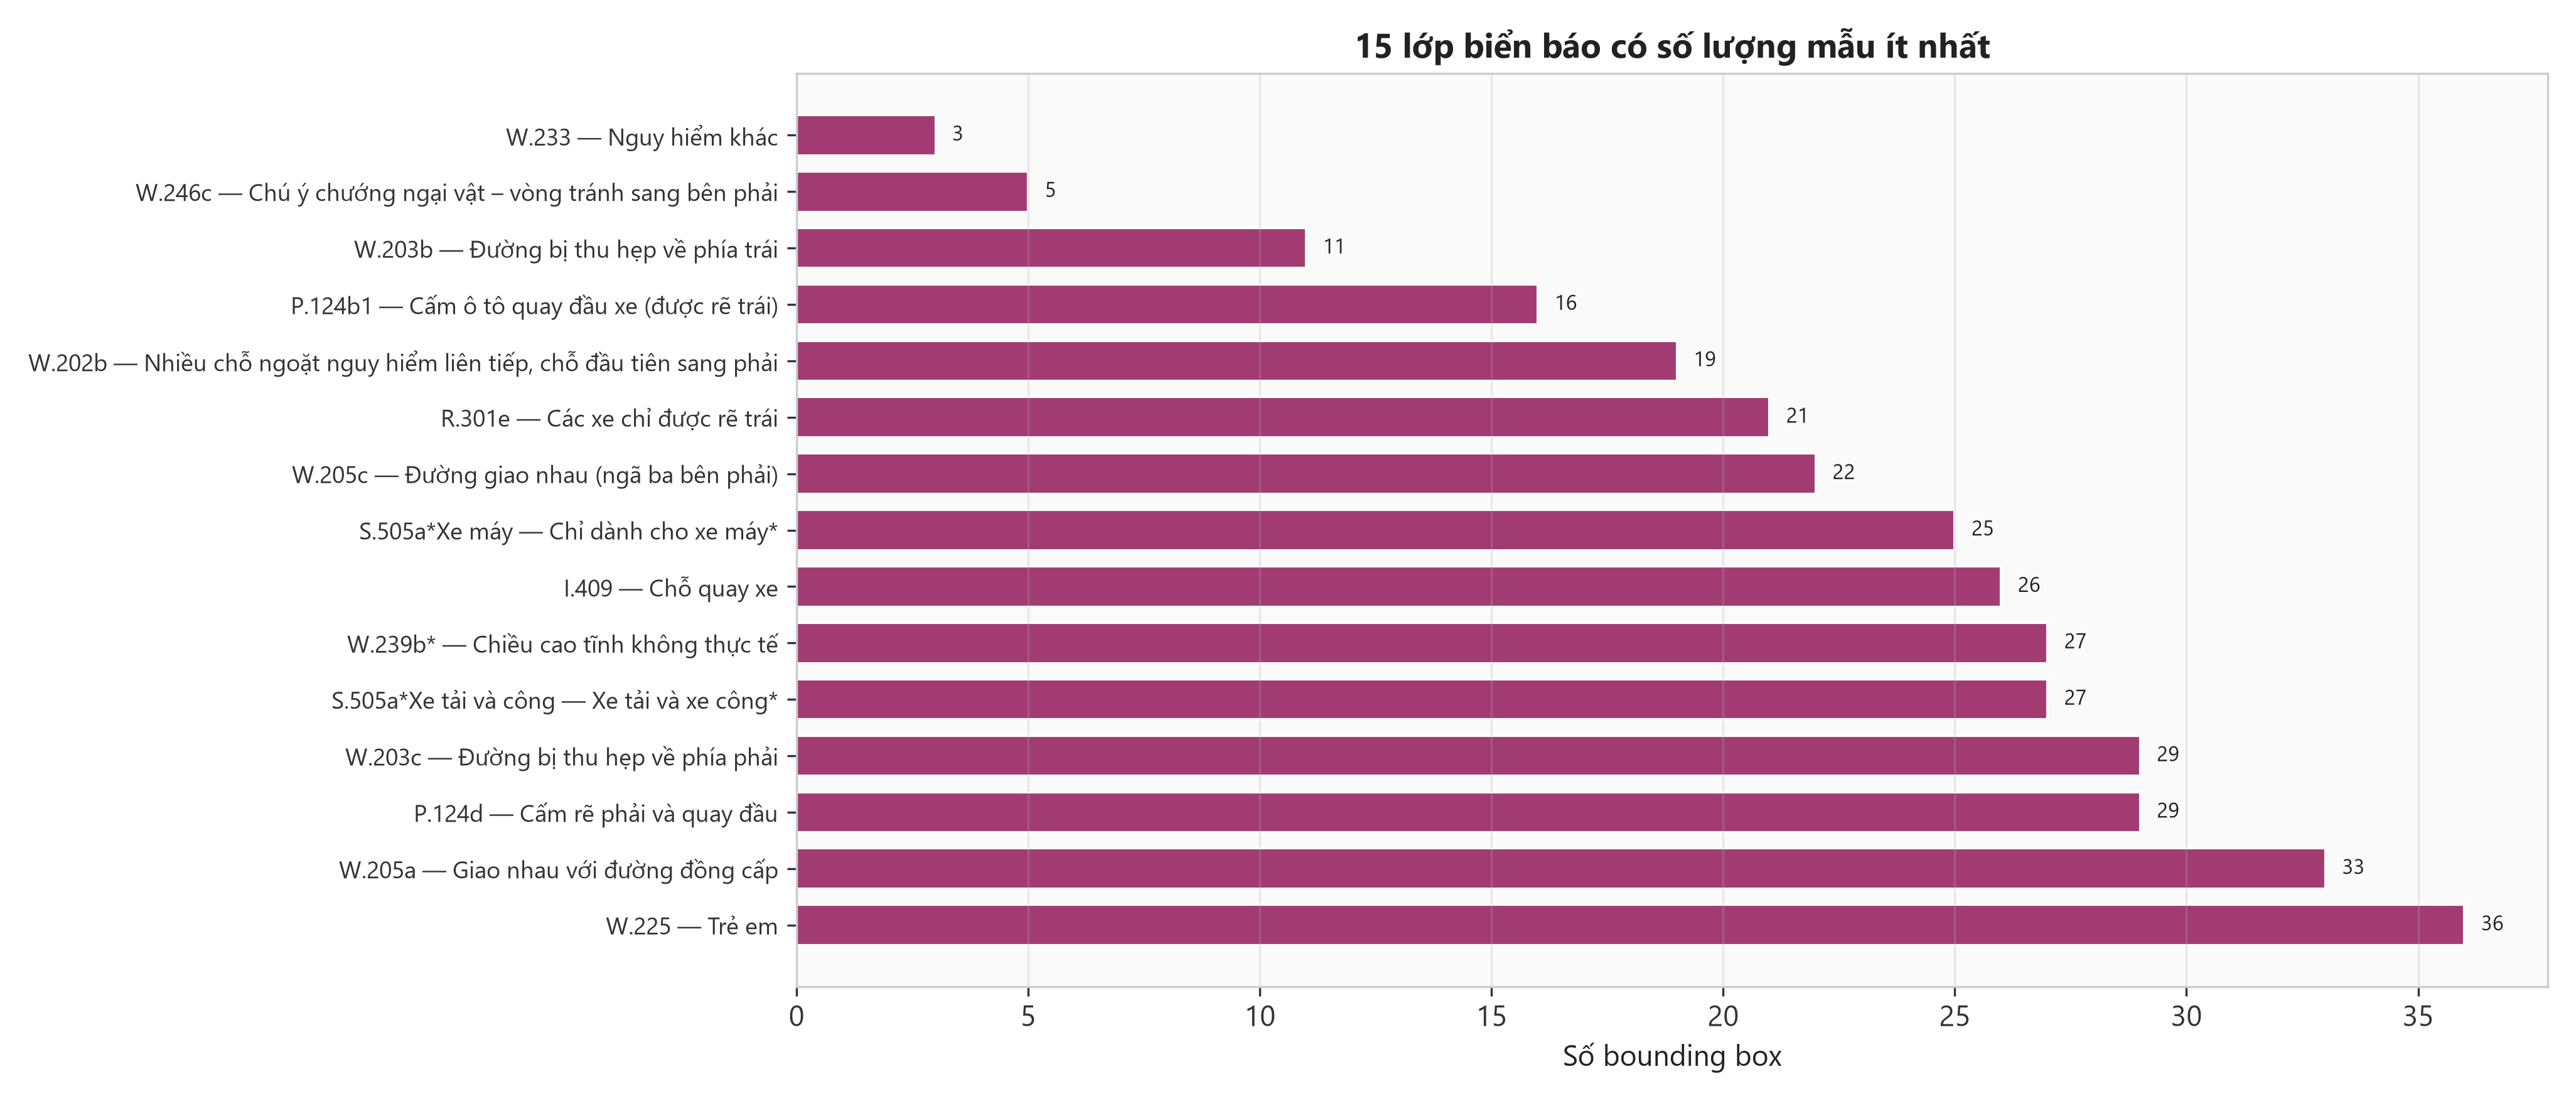 15 lớp biển báo có số lượng mẫu ít nhất
W.233 — Nguy hiểm khác 3
W.246c — Chú ý chướng ngại vật – vòng tránh sang bên phải 5
W.203b — Đường bị thu hẹp về phía trái 11
P.124b1 — Cấm ô tô quay đầu xe (được rẽ trái) 16
W.202b — Nhiều chỗ ngoặt nguy hiểm liên tiếp, chỗ đầu tiên sang phải 19
R.301e — Các xe chỉ được rẽ trái 21
W.205c — Đường giao nhau (ngã ba bên phải) 22
S.505a*Xe máy — Chỉ dành cho xe máy* 25
I.409 — Chỗ quay xe 26
W.239b* — Chiều cao tĩnh không thực tế 27
S.505a*Xe tải và công — Xe tải và xe công* 27
W.203c — Đường bị thu hẹp về phía phải 29
P.124d — Cấm rẽ phải và quay đầu 29
W.205a — Giao nhau với đường đồng cấp 33
W.225 — Trẻ em 36
0 5 10 15 20 25 30 35
Số bounding box